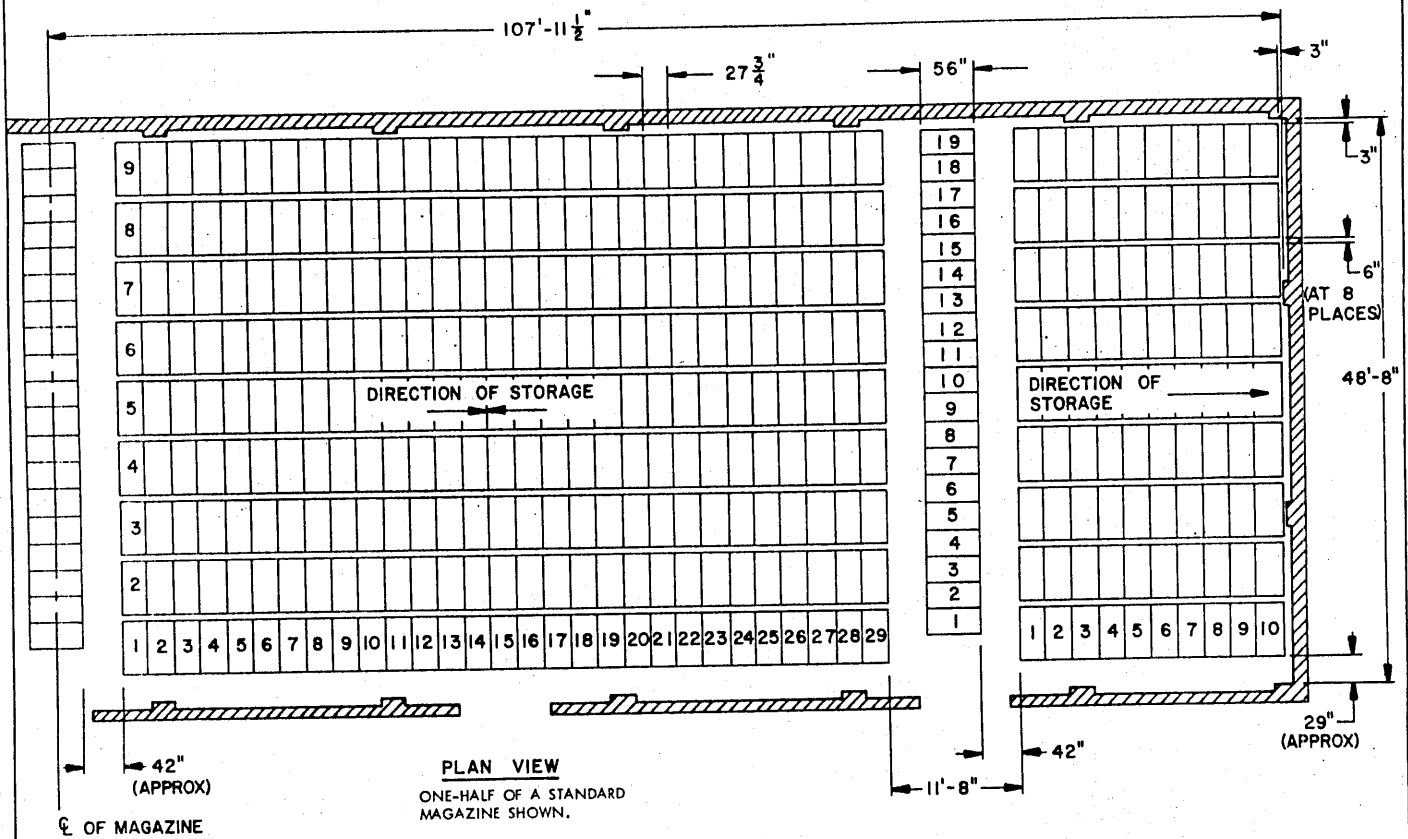 107'-11 1/2"
3"
27 3/4"
56"
3"
6"
(AT 8
PLACES)
48'-8"
9
8
7
6
5
4
3
2
1 2 3 4 5 6 7 8 9 10 11 12 13 14 15 16 17 18 19 20 21 22 23 24 25 26 27 28 29
DIRECTION OF STORAGE
19
18
17
16
15
14
13
12
11
10
9
8
7
6
5
4
3
2
1
DIRECTION OF
STORAGE
1 2 3 4 5 6 7 8 9 10
29"
(APPROX)
42"
(APPROX)
42"
11'-8"
PLAN VIEW
ONE-HALF OF A STANDARD
MAGAZINE SHOWN.
℄ OF MAGAZINE